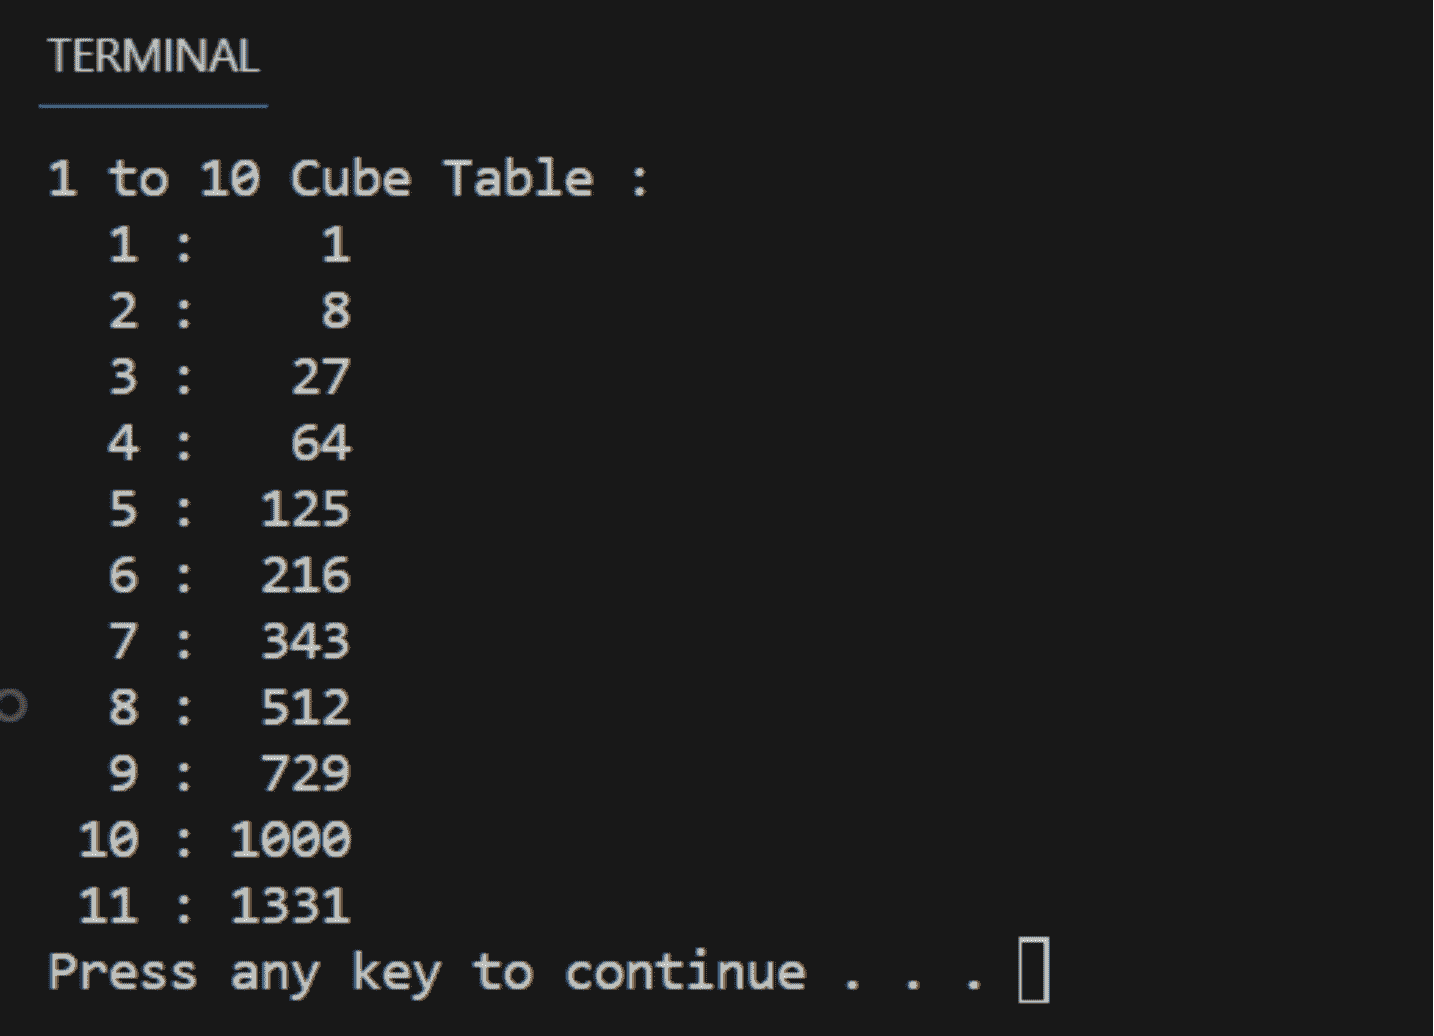 TERMINAL
1 to 10 Cube Table :
1 : 1
2 : 8
3 : 27
4 : 64
5 : 125
6 : 216
7 : 343
8 : 512
9 : 729
10 : 1000
11 : 1331
Press any key to continue . . .